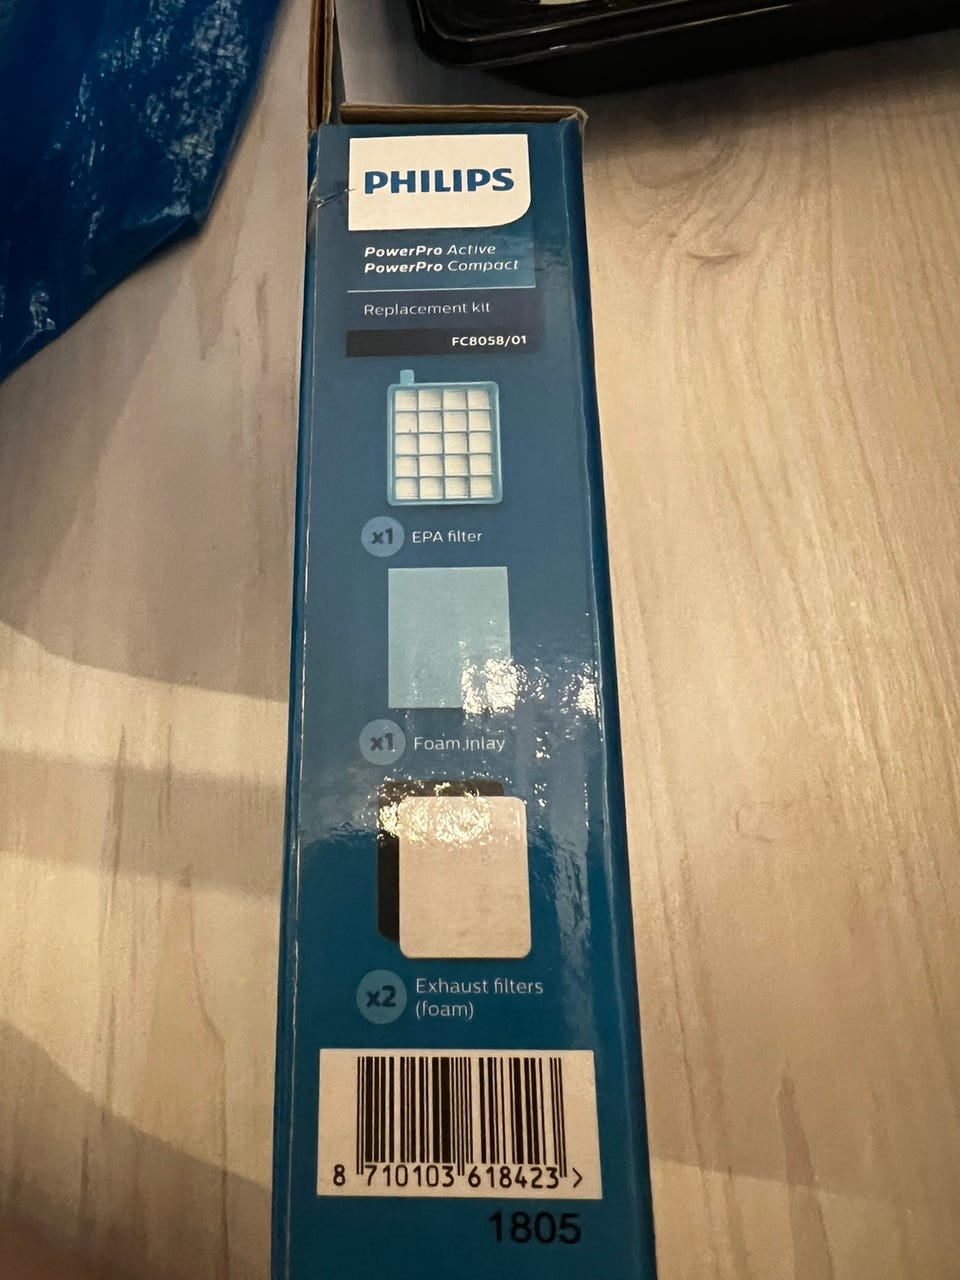 PHILIPS
PowerPro Active
PowerPro Compact
Replacement kit
FC8058/01
x1 EPA filter
x1 Foam inlay
x2 Exhaust filters
(foam)
8 710103 618423 >
1805